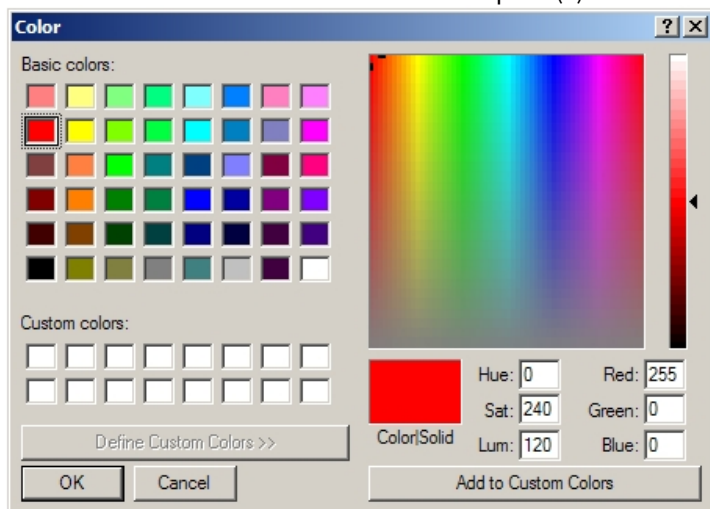 Color
Basic colors:
Custom colors:
Define Custom Colors >>
OK Cancel
Color|Solid
Hue: 0 Red: 255
Sat: 240 Green: 0
Lum: 120 Blue: 0
Add to Custom Colors